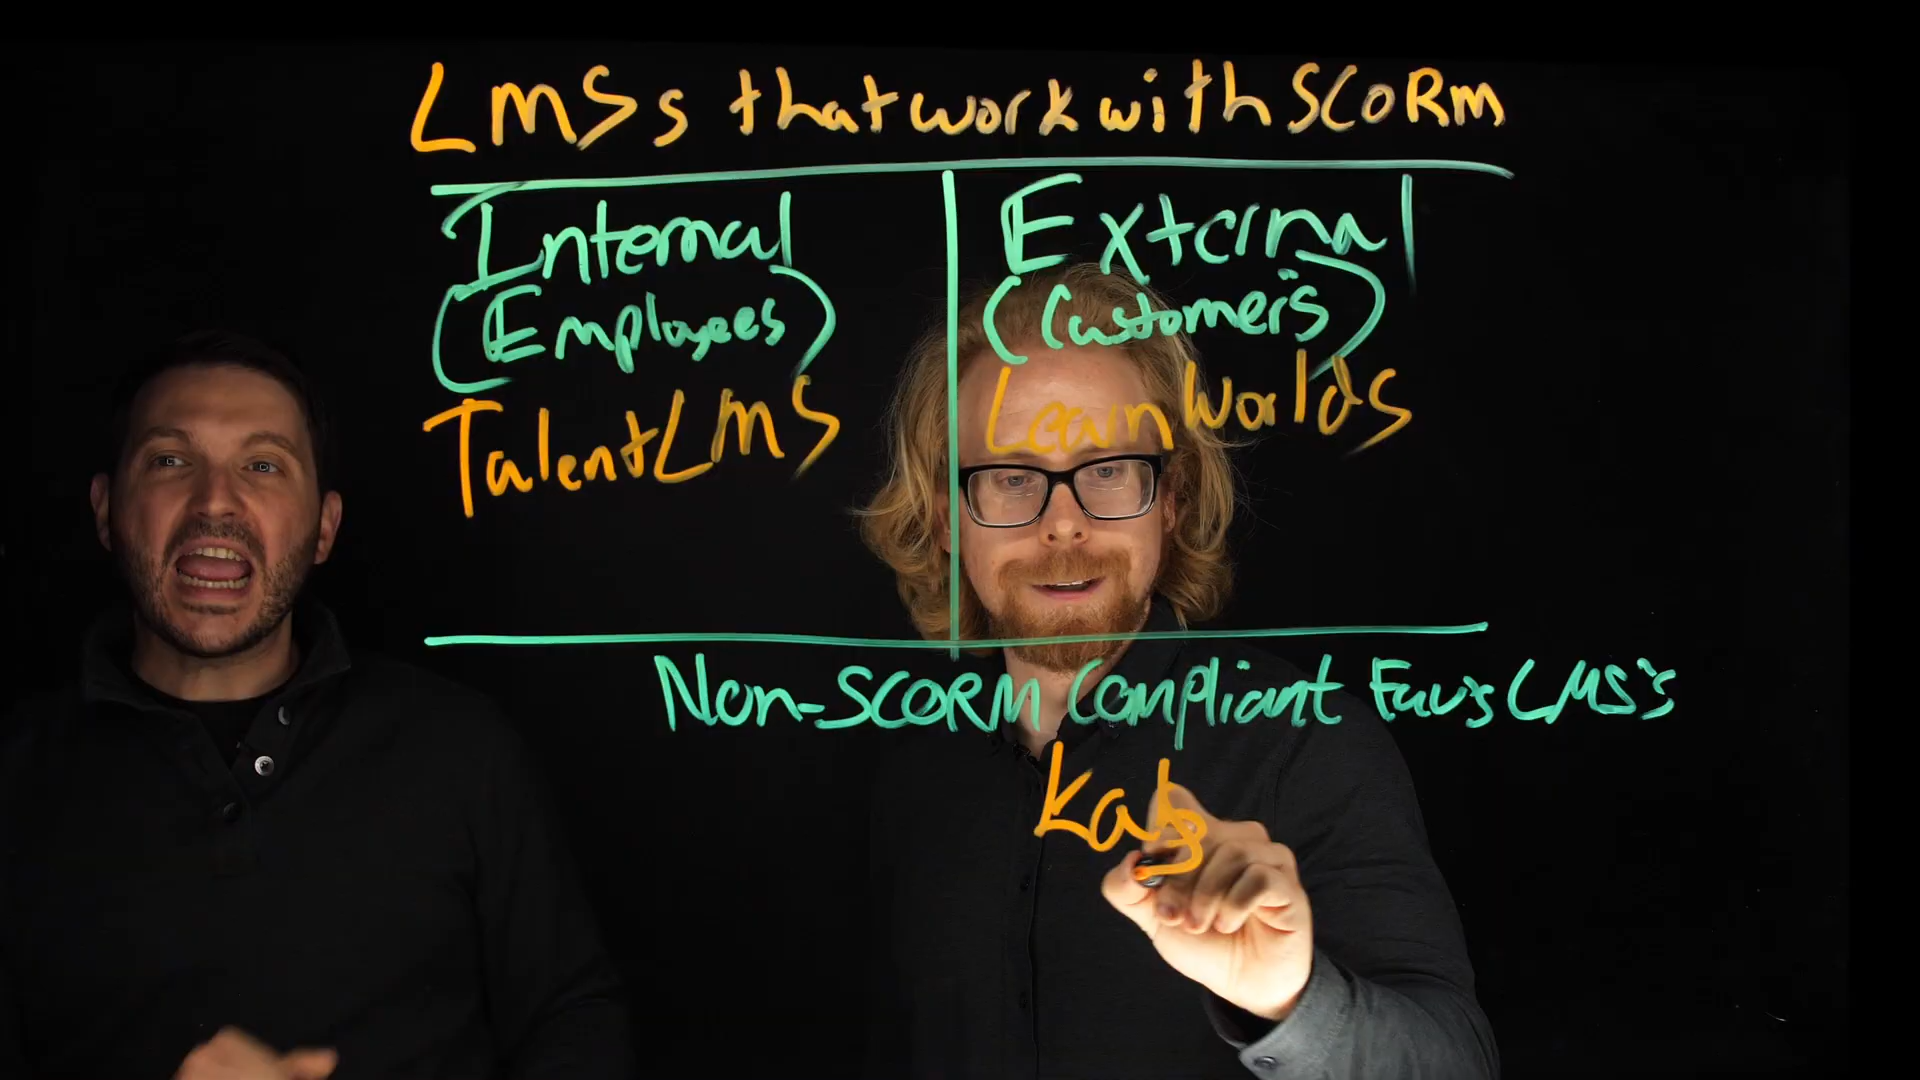 LMSs that work with SCORM
Internal
(Employees)
TalentLMS
External
(Customers)
LearnWorlds
Non-SCORM Compliant Fav's LMS's
Kaj